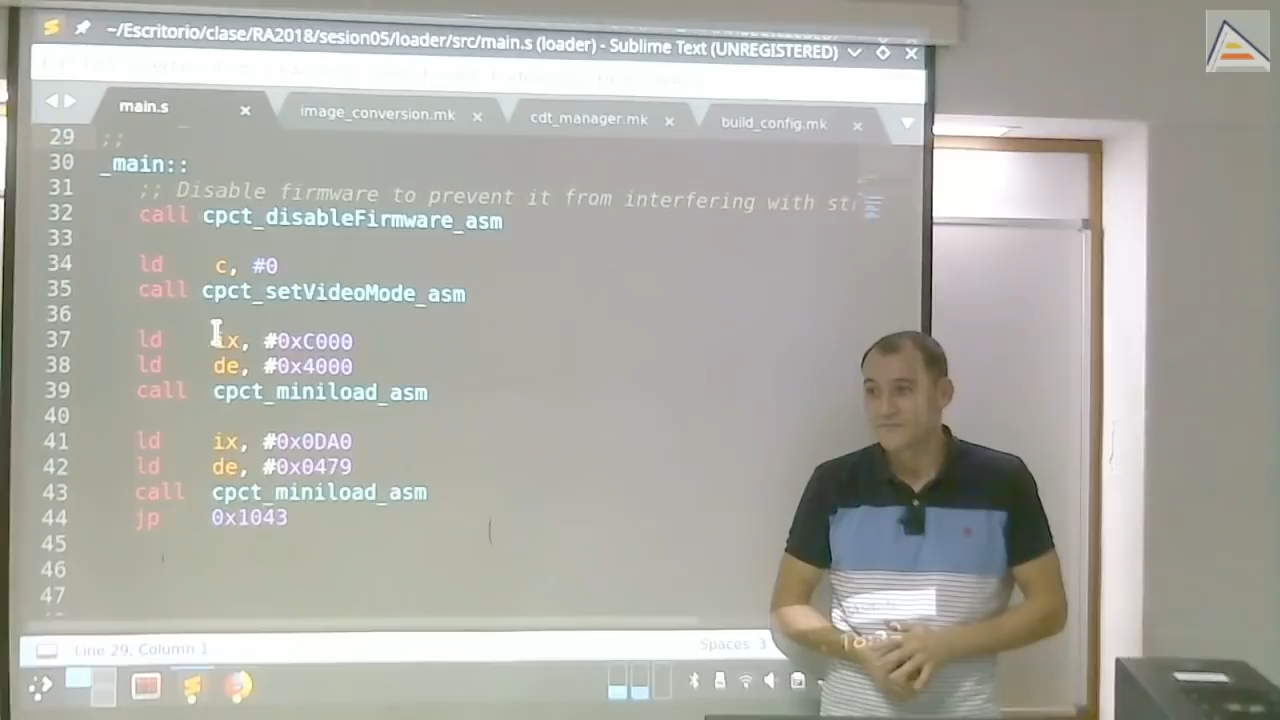 ~/Escritorio/clase/RA2018/sesion05/loader/src/main.s (loader) - Sublime Text (UNREGISTERED)
main.s image_conversion.mk cdt_manager.mk build_config.mk
29 ;;
30 _main::
31 ;; Disable firmware to prevent it from interfering with str
32 call cpct_disableFirmware_asm
33
34 ld c, #0
35 call cpct_setVideoMode_asm
36
37 ld ix, #0xC000
38 ld de, #0x4000
39 call cpct_miniload_asm
40
41 ld ix, #0x0DA0
42 ld de, #0x0479
43 call cpct_miniload_asm
44 jp 0x1043
45
46
47
Line 29, Column 1 Spaces: 3